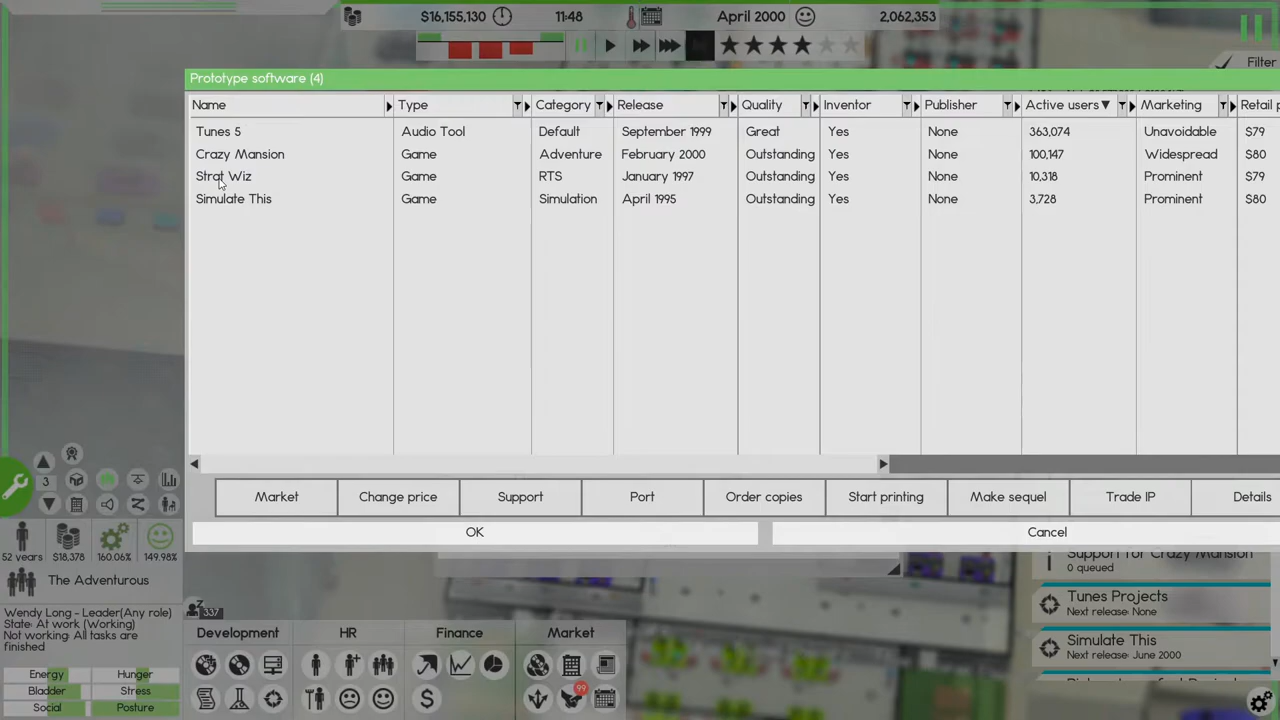 $16,155,130 11:48 April 2000 2,062,353
Filter
Prototype software (4)
Name Type Category Release Quality Inventor Publisher Active users▼ Marketing Retail p
Tunes 5 Audio Tool Default September 1999 Great Yes None 363,074 Unavoidable $79
Crazy Mansion Game Adventure February 2000 Outstanding Yes None 100,147 Widespread $80
Strat Wiz Game RTS January 1997 Outstanding Yes None 10,318 Prominent $79
Simulate This Game Simulation April 1995 Outstanding Yes None 3,728 Prominent $80
3
Market Change price Support Port Order copies Start printing Make sequel Trade IP Details
OK Cancel
52 years $18,378 160.06% 149.98%
The Adventurous
Wendy Long - Leader(Any role)
State: At work (Working)
Not working: All tasks are
finished
Energy Hunger
Bladder Stress
Social Posture
337
Development HR Finance Market
99
Support for Crazy Mansion
0 queued
Tunes Projects
Next release: None
Simulate This
Next release: June 2000